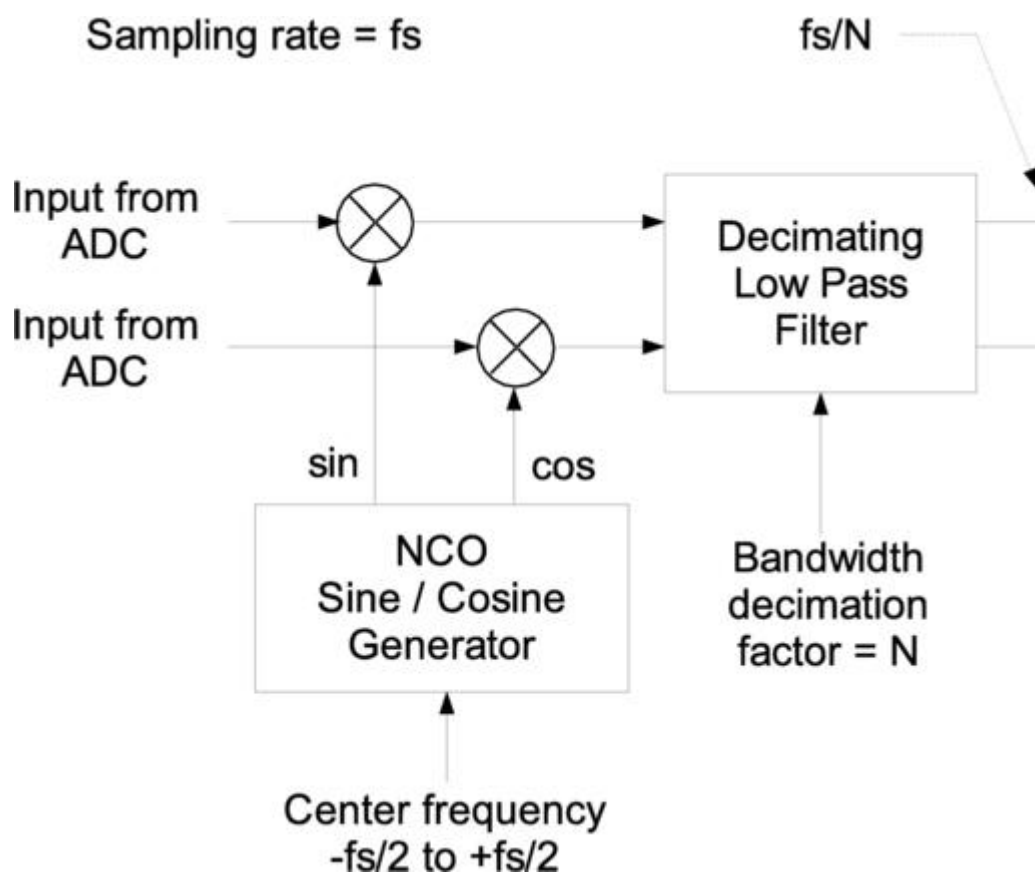 Sampling rate = fs
fs/N
Input from
ADC
Decimating
Low Pass
Filter
Input from
ADC
sin
cos
NCO
Sine / Cosine
Generator
Bandwidth
decimation
factor = N
Center frequency
-fs/2 to +fs/2